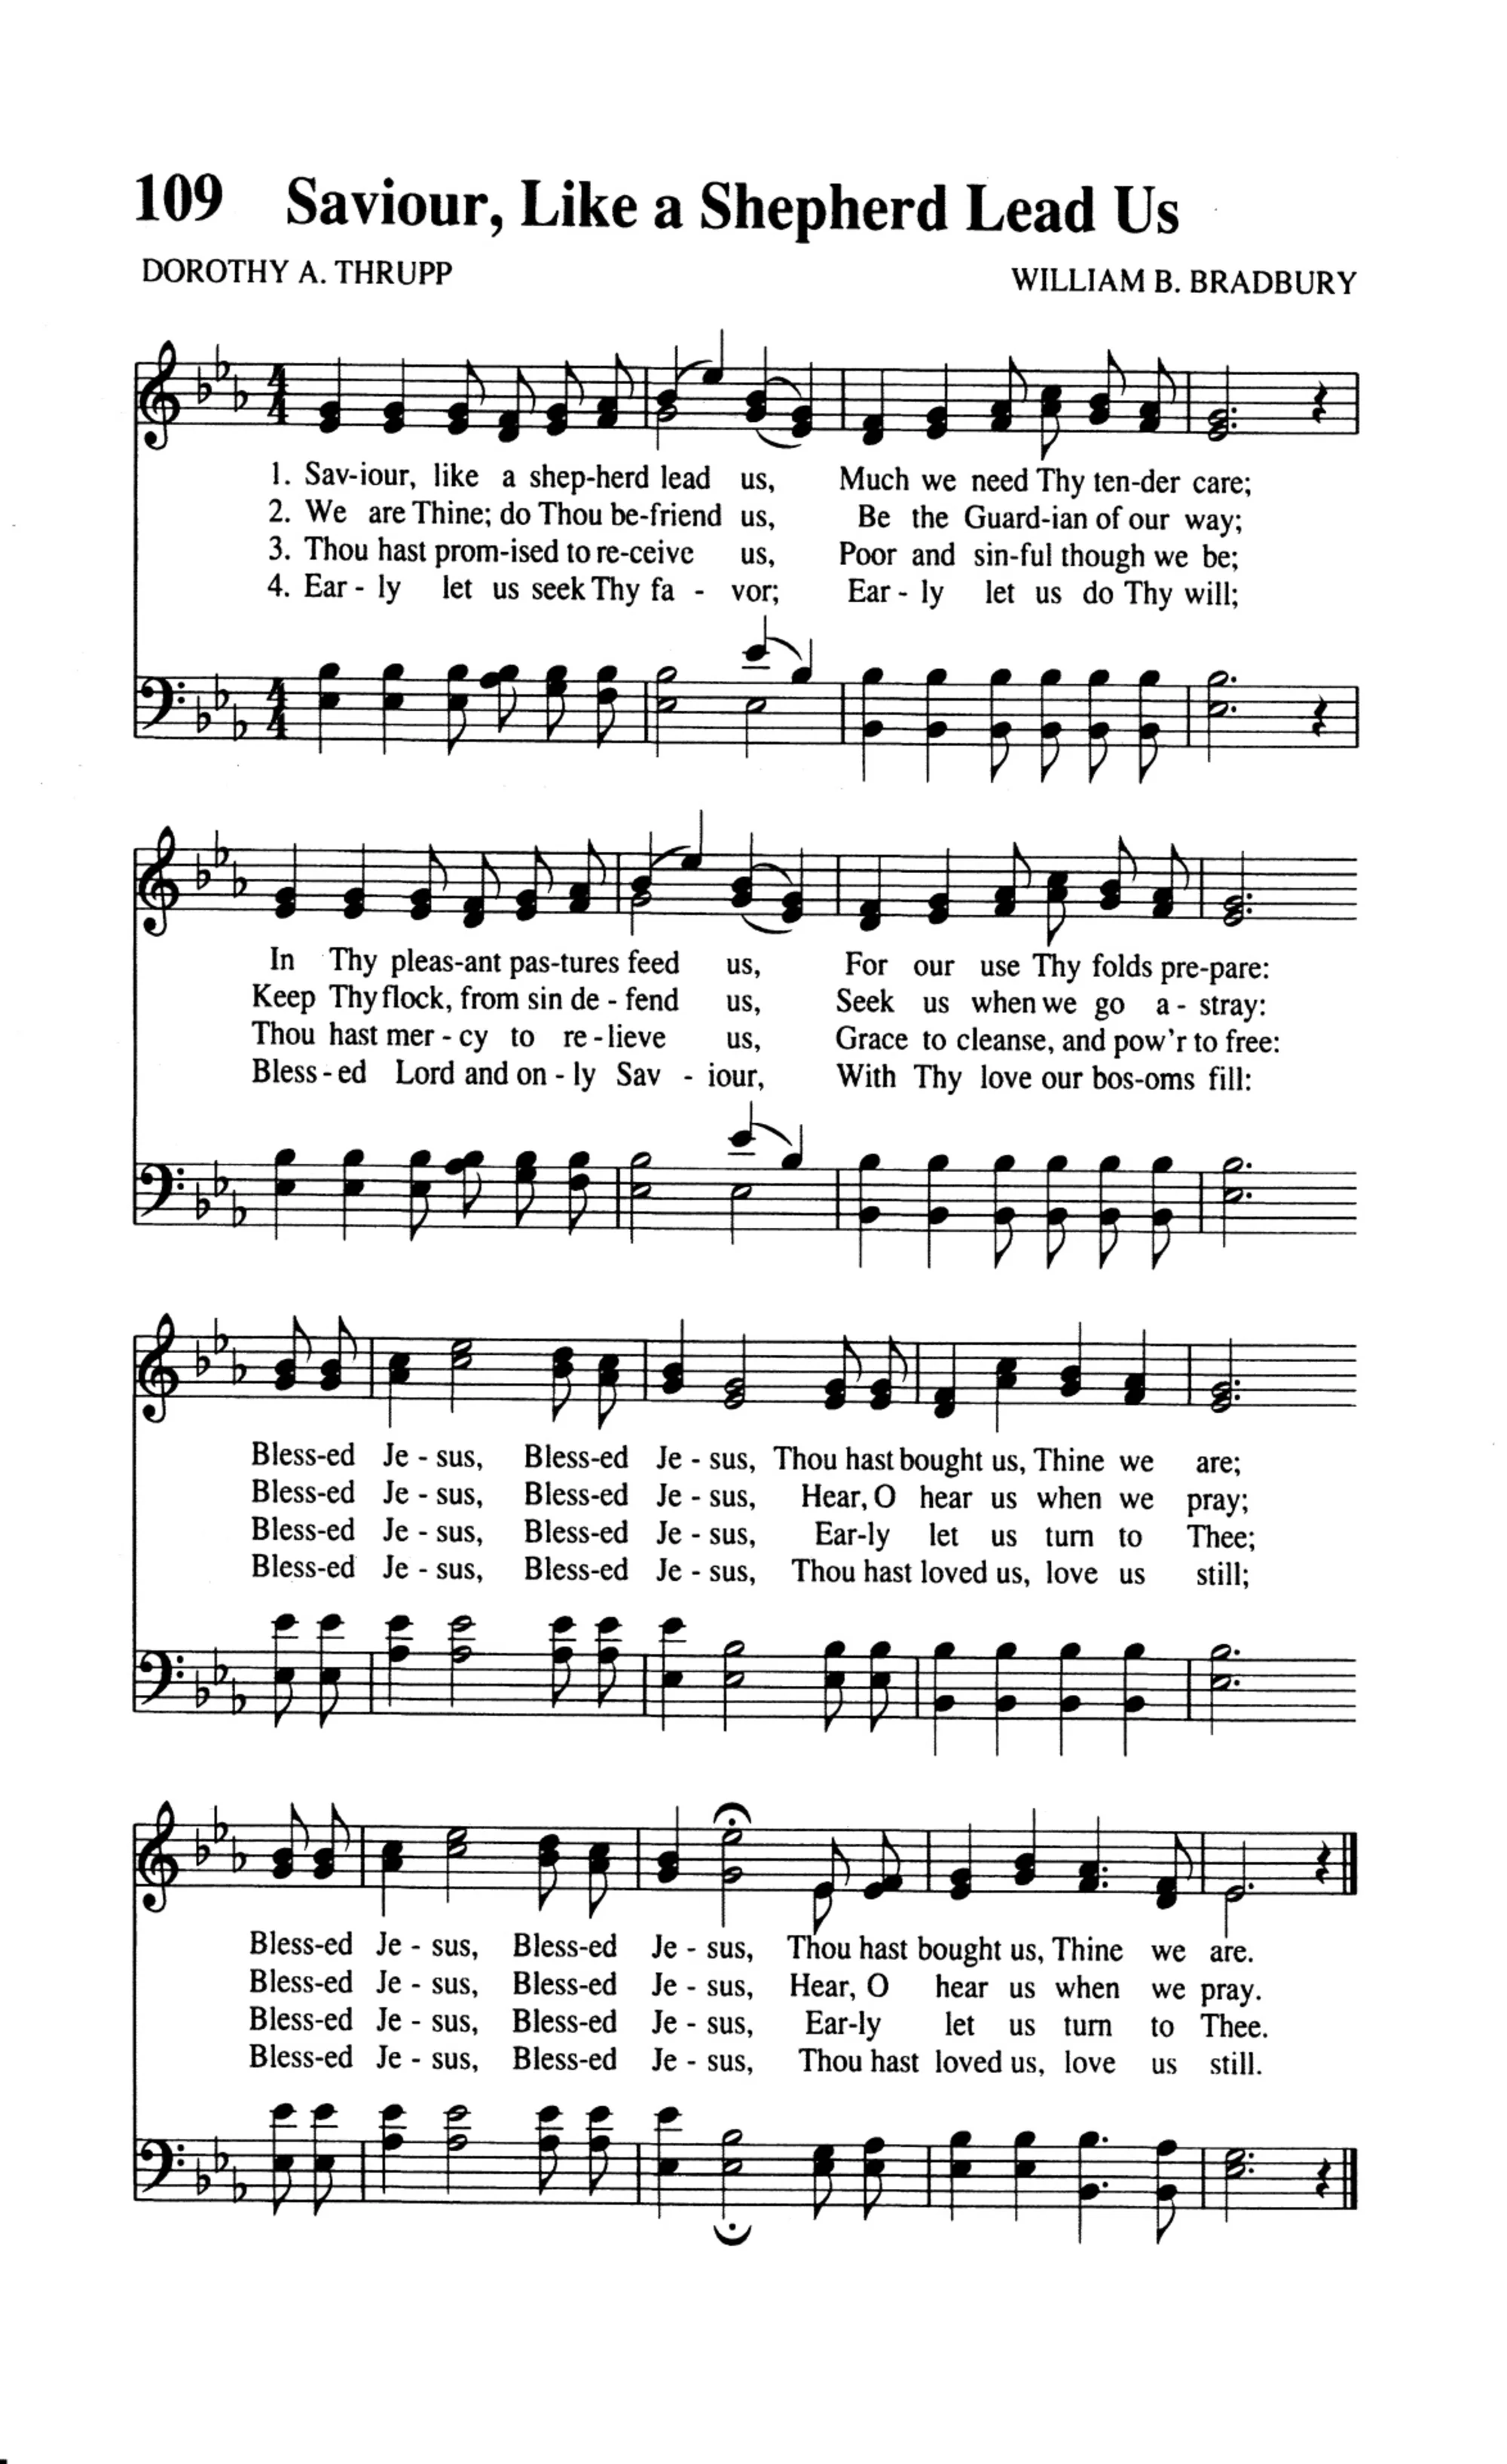 109 Saviour, Like a Shepherd Lead Us
DOROTHY A. THRUPP WILLIAM B. BRADBURY
1. Sav-iour, like a shep-herd lead us, Much we need Thy ten-der care;
2. We are Thine; do Thou be-friend us, Be the Guard-ian of our way;
3. Thou hast prom-ised to re-ceive us, Poor and sin-ful though we be;
4. Ear - ly let us seek Thy fa - vor; Ear - ly let us do Thy will;
In Thy pleas-ant pas-tures feed us, For our use Thy folds pre-pare:
Keep Thy flock, from sin de - fend us, Seek us when we go a - stray:
Thou hast mer - cy to re - lieve us, Grace to cleanse, and pow'r to free:
Bless - ed Lord and on - ly Sav - iour, With Thy love our bos-oms fill:
Bless-ed Je - sus, Bless-ed Je - sus, Thou hast bought us, Thine we are;
Bless-ed Je - sus, Bless-ed Je - sus, Hear, O hear us when we pray;
Bless-ed Je - sus, Bless-ed Je - sus, Ear-ly let us turn to Thee;
Bless-ed Je - sus, Bless-ed Je - sus, Thou hast loved us, love us still;
Bless-ed Je - sus, Bless-ed Je - sus, Thou hast bought us, Thine we are.
Bless-ed Je - sus, Bless-ed Je - sus, Hear, O hear us when we pray.
Bless-ed Je - sus, Bless-ed Je - sus, Ear-ly let us turn to Thee.
Bless-ed Je - sus, Bless-ed Je - sus, Thou hast loved us, love us still.